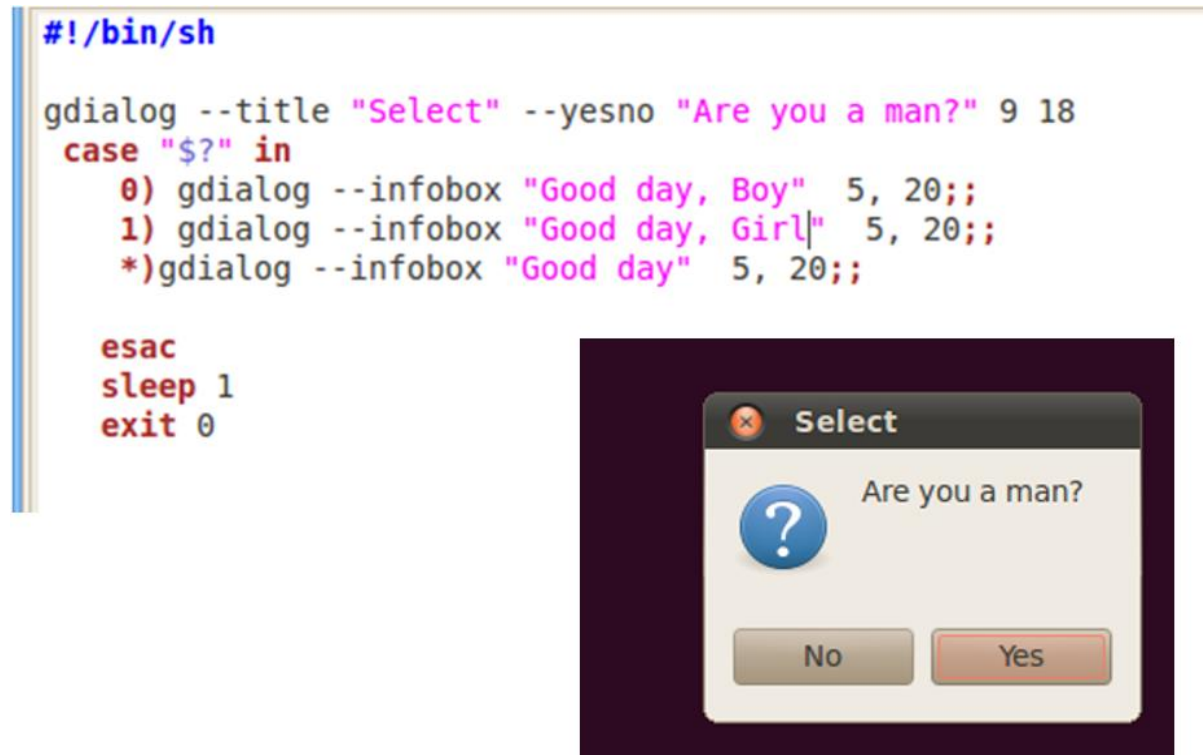 #!/bin/sh
gdialog --title "Select" --yesno "Are you a man?" 9 18
case "$?" in
0) gdialog --infobox "Good day, Boy" 5, 20;;
1) gdialog --infobox "Good day, Girl" 5, 20;;
*)gdialog --infobox "Good day" 5, 20;;
esac
sleep 1
exit 0
Select
Are you a man?
?
No Yes